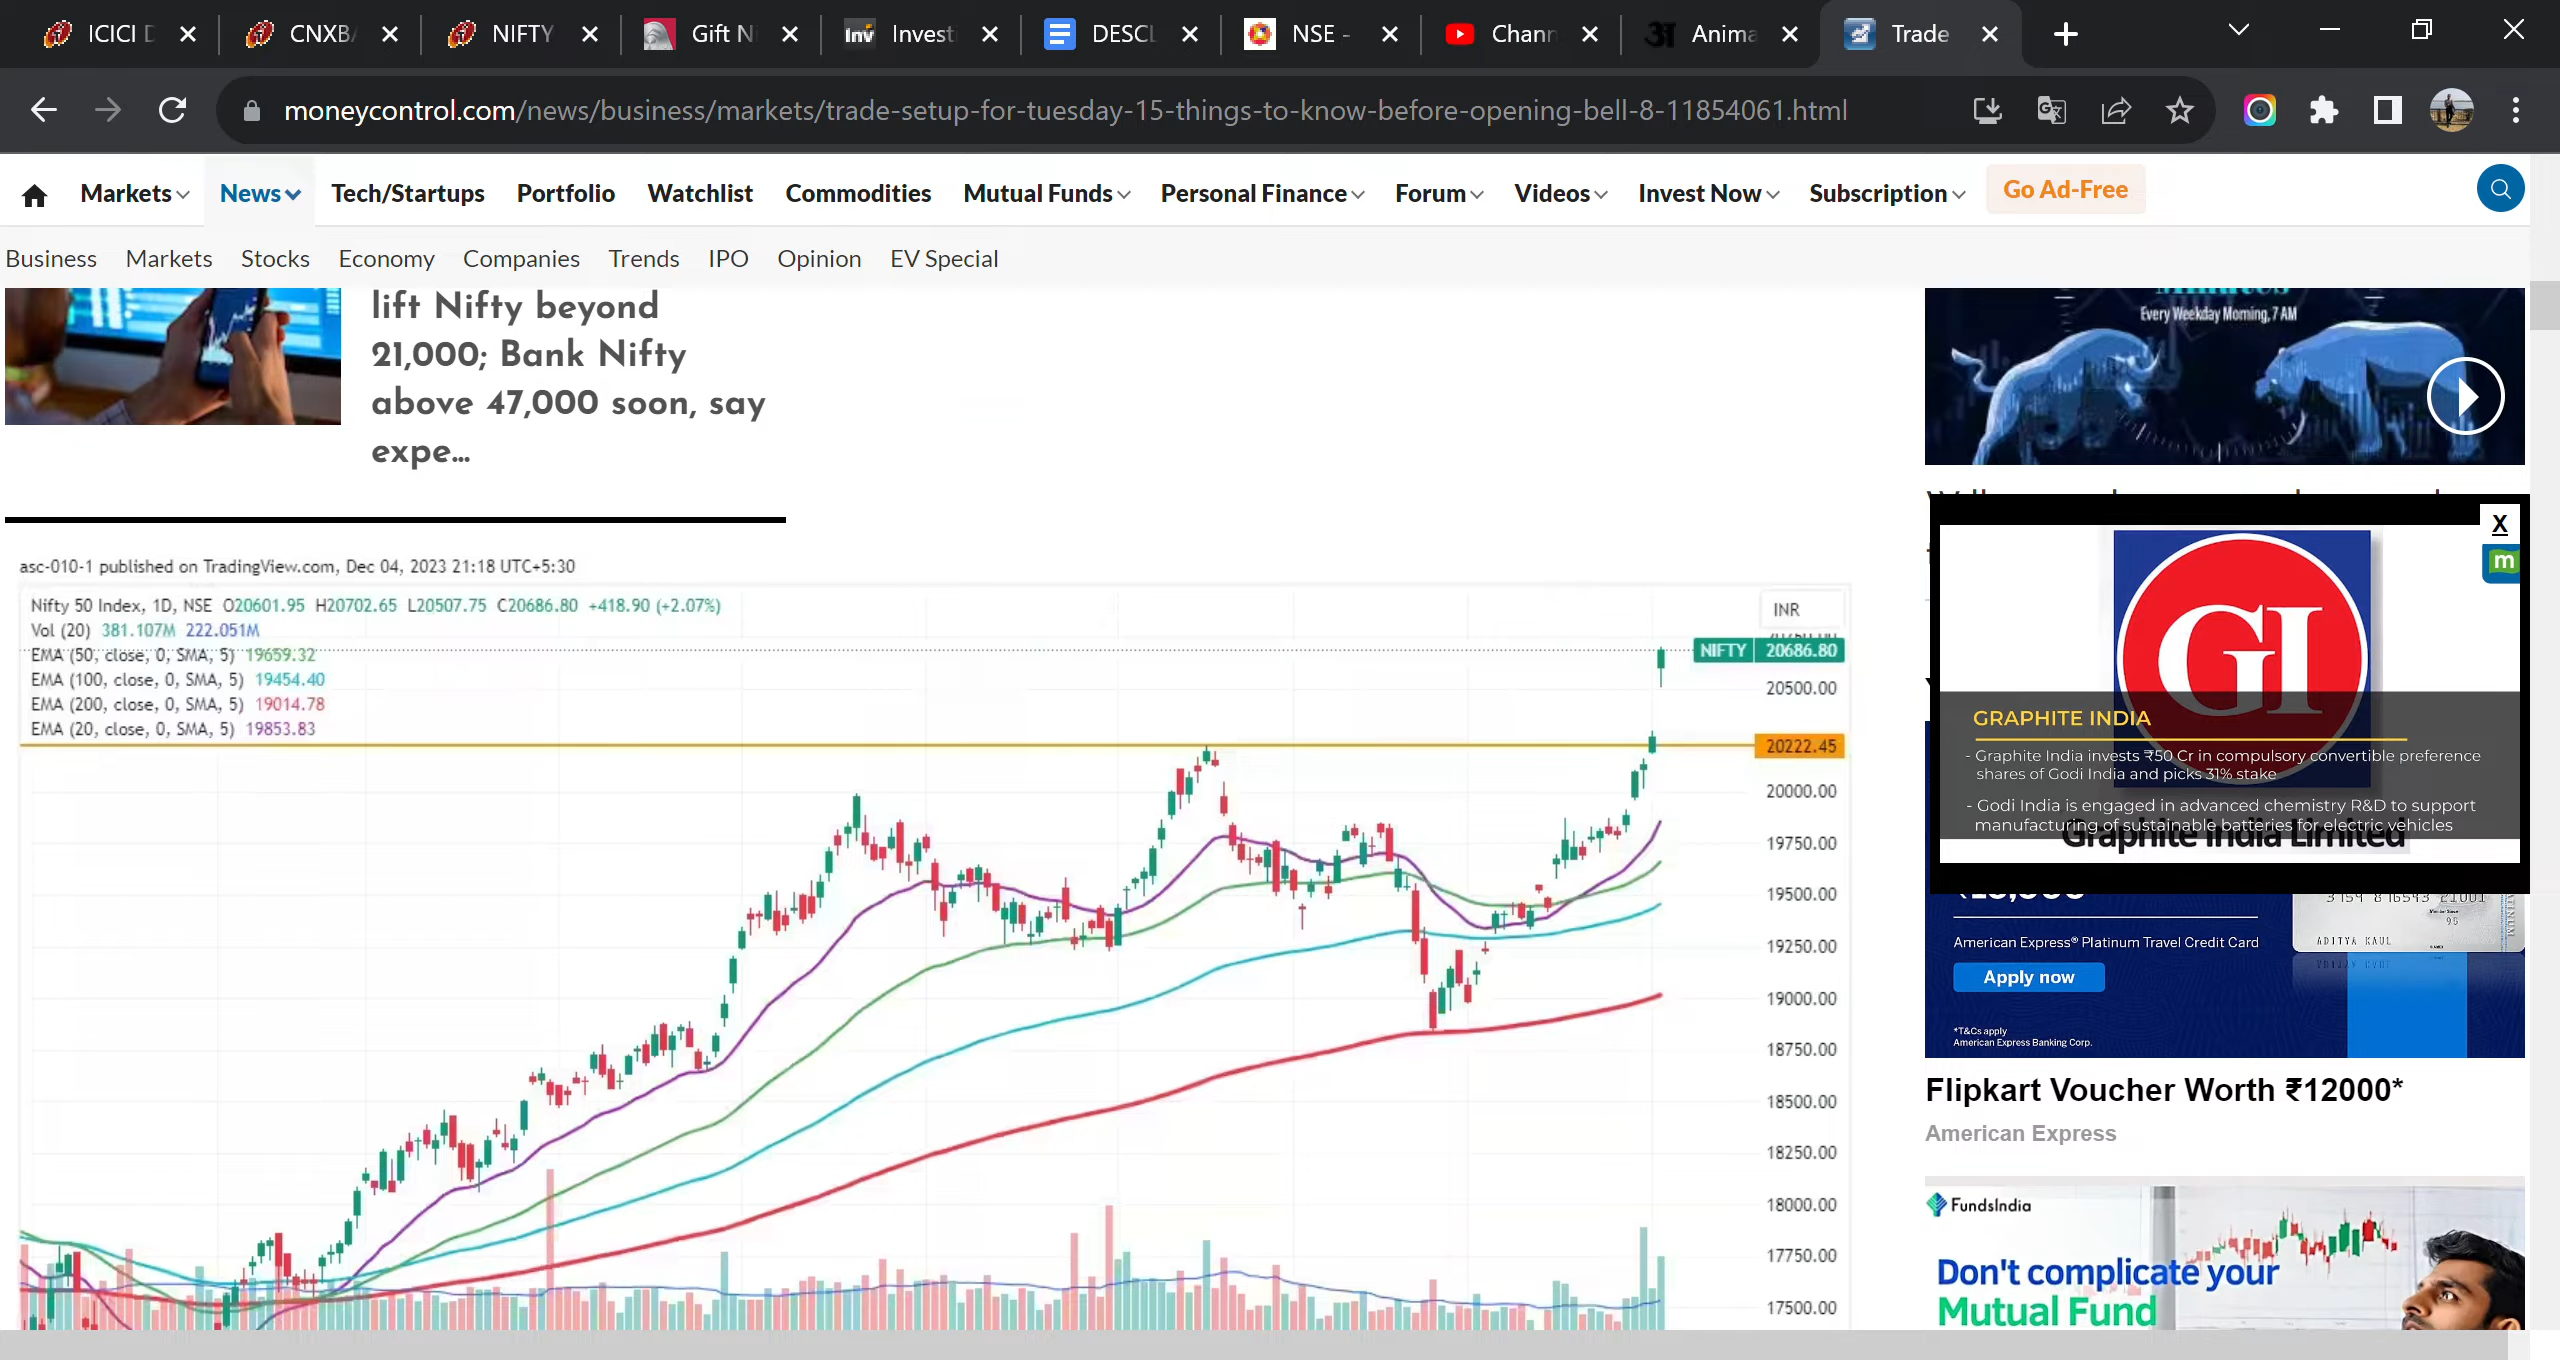 ICICI D
CNXBA
NIFTY
Gift Ni
Investi
DESCL
NSE -
Chann
Anima
Trade
moneycontrol.com/news/business/markets/trade-setup-for-tuesday-15-things-to-know-before-opening-bell-8-11854061.html
Markets
News
Tech/Startups
Portfolio
Watchlist
Commodities
Mutual Funds
Personal Finance
Forum
Videos
Invest Now
Subscription
Go Ad-Free
Business
Markets
Stocks
Economy
Companies
Trends
IPO
Opinion
EV Special
lift Nifty beyond
21,000; Bank Nifty
above 47,000 soon, say
expe...
asc-010-1 published on TradingView.com, Dec 04, 2023 21:18 UTC+5:30
Nifty 50 Index, 1D, NSE O20601.95 H20702.65 L20507.75 C20686.80 +418.90 (+2.07%)
Vol (20) 381.107M 222.051M
EMA (50, close, 0, SMA, 5) 19659.32
EMA (100, close, 0, SMA, 5) 19454.40
EMA (200, close, 0, SMA, 5) 19014.78
EMA (20, close, 0, SMA, 5) 19853.83
INR
NIFTY 20686.80
20500.00
20222.45
20000.00
19750.00
19500.00
19250.00
19000.00
18750.00
18500.00
18250.00
18000.00
17750.00
17500.00
Every Weekday Morning, 7 AM
X
m
GI
GRAPHITE INDIA
- Graphite India invests ₹50 Cr in compulsory convertible preference
shares of Godi India and picks 31% stake
- Godi India is engaged in advanced chemistry R&D to support
manufacturing of sustainable batteries for electric vehicles
Graphite India Limited
American Express® Platinum Travel Credit Card
Apply now
*T&Cs apply
American Express Banking Corp.
95
ADITYA KAUL
Flipkart Voucher Worth ₹12000*
American Express
FundsIndia
Don't complicate your
Mutual Fund